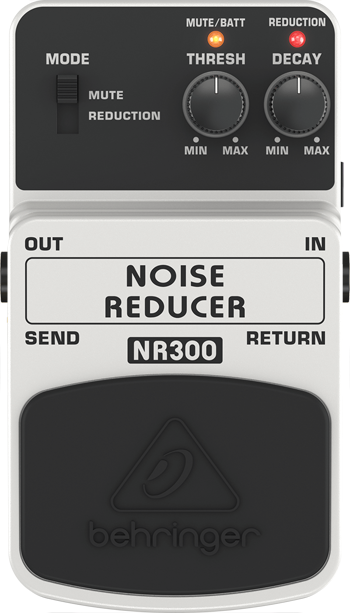 MUTE/BATT REDUCTION
MODE THRESH DECAY
MUTE
REDUCTION
MIN MAX MIN MAX
OUT IN
NOISE
REDUCER
SEND RETURN
NR300
behringer